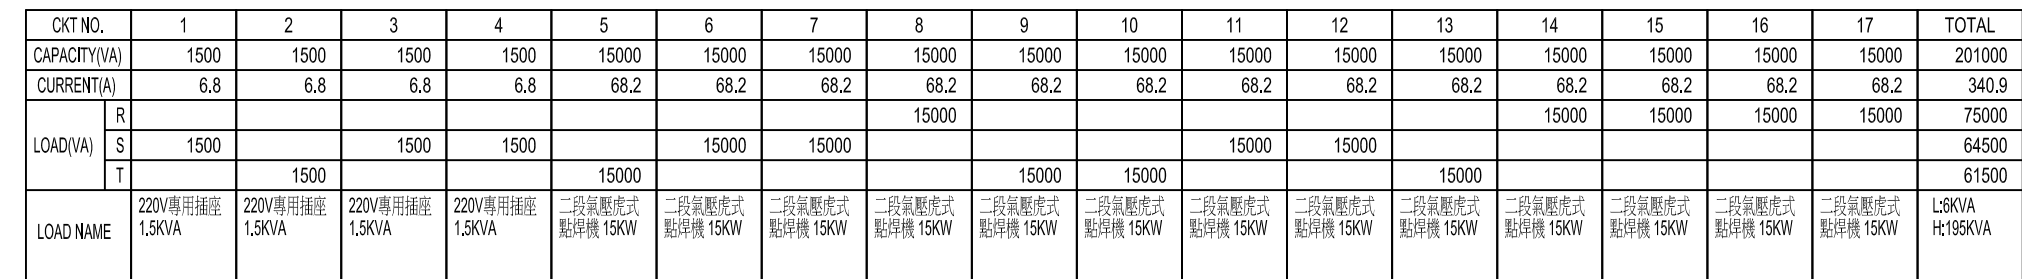 CKT NO. 1 2 3 4 5 6 7 8 9 10 11 12 13 14 15 16 17 TOTAL
CAPACITY(VA) 1500 1500 1500 1500 15000 15000 15000 15000 15000 15000 15000 15000 15000 15000 15000 15000 15000 201000
CURRENT(A) 6.8 6.8 6.8 6.8 68.2 68.2 68.2 68.2 68.2 68.2 68.2 68.2 68.2 68.2 68.2 68.2 68.2 340.9
R 15000 15000 15000 15000 15000 75000
LOAD(VA) S 1500 1500 1500 15000 15000 15000 15000 64500
T 1500 15000 15000 15000 15000 61500
LOAD NAME
220V專用插座
1.5KVA
220V專用插座
1.5KVA
220V專用插座
1.5KVA
220V專用插座
1.5KVA
二段氣壓虎式
點焊機 15KW
二段氣壓虎式
點焊機 15KW
二段氣壓虎式
點焊機 15KW
二段氣壓虎式
點焊機 15KW
二段氣壓虎式
點焊機 15KW
二段氣壓虎式
點焊機 15KW
二段氣壓虎式
點焊機 15KW
二段氣壓虎式
點焊機 15KW
二段氣壓虎式
點焊機 15KW
二段氣壓虎式
點焊機 15KW
二段氣壓虎式
點焊機 15KW
二段氣壓虎式
點焊機 15KW
二段氣壓虎式
點焊機 15KW
L:6KVA
H:195KVA